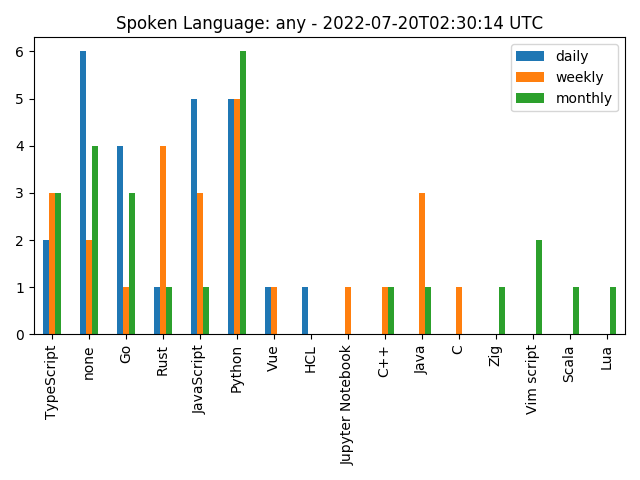 Spoken Language: any - 2022-07-20T02:30:14 UTC
daily
weekly
monthly
6
5
4
3
2
1
0
TypeScript
none
Go
Rust
JavaScript
Python
Vue
HCL
Jupyter Notebook
C++
Java
C
Zig
Vim script
Scala
Lua